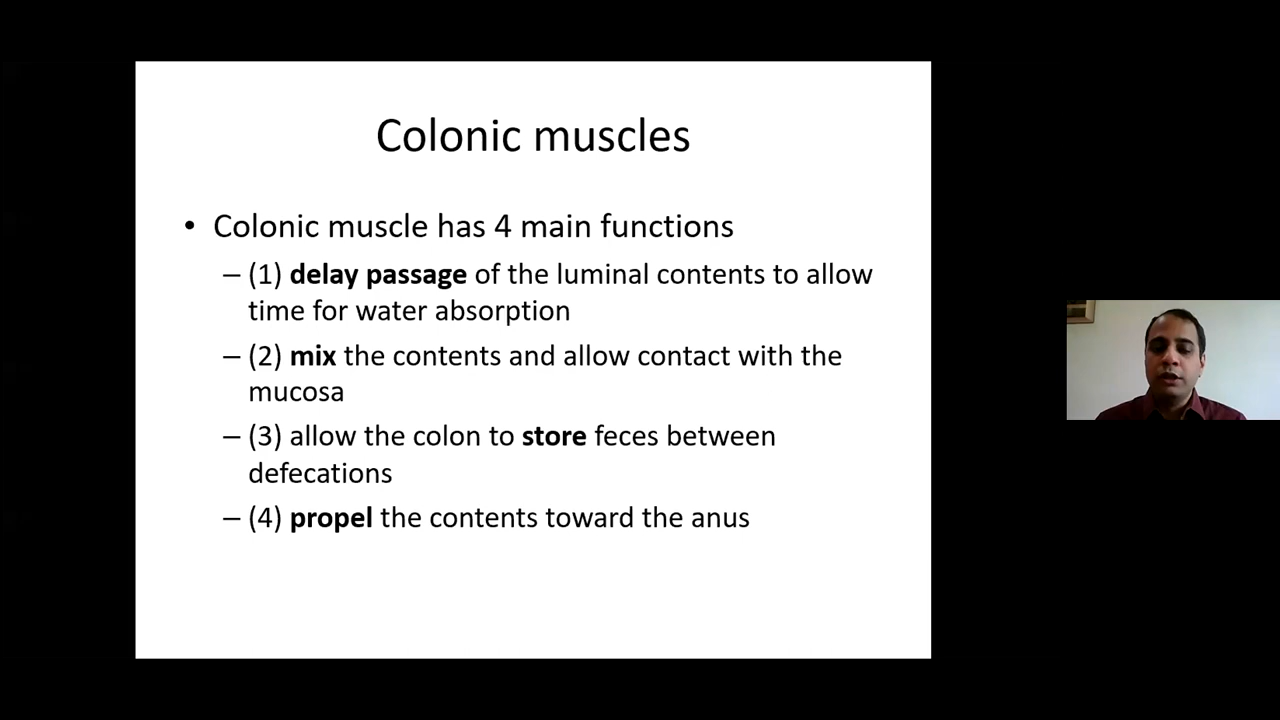 Colonic muscles
• Colonic muscle has 4 main functions
– (1) delay passage of the luminal contents to allow
time for water absorption
– (2) mix the contents and allow contact with the
mucosa
– (3) allow the colon to store feces between
defecations
– (4) propel the contents toward the anus